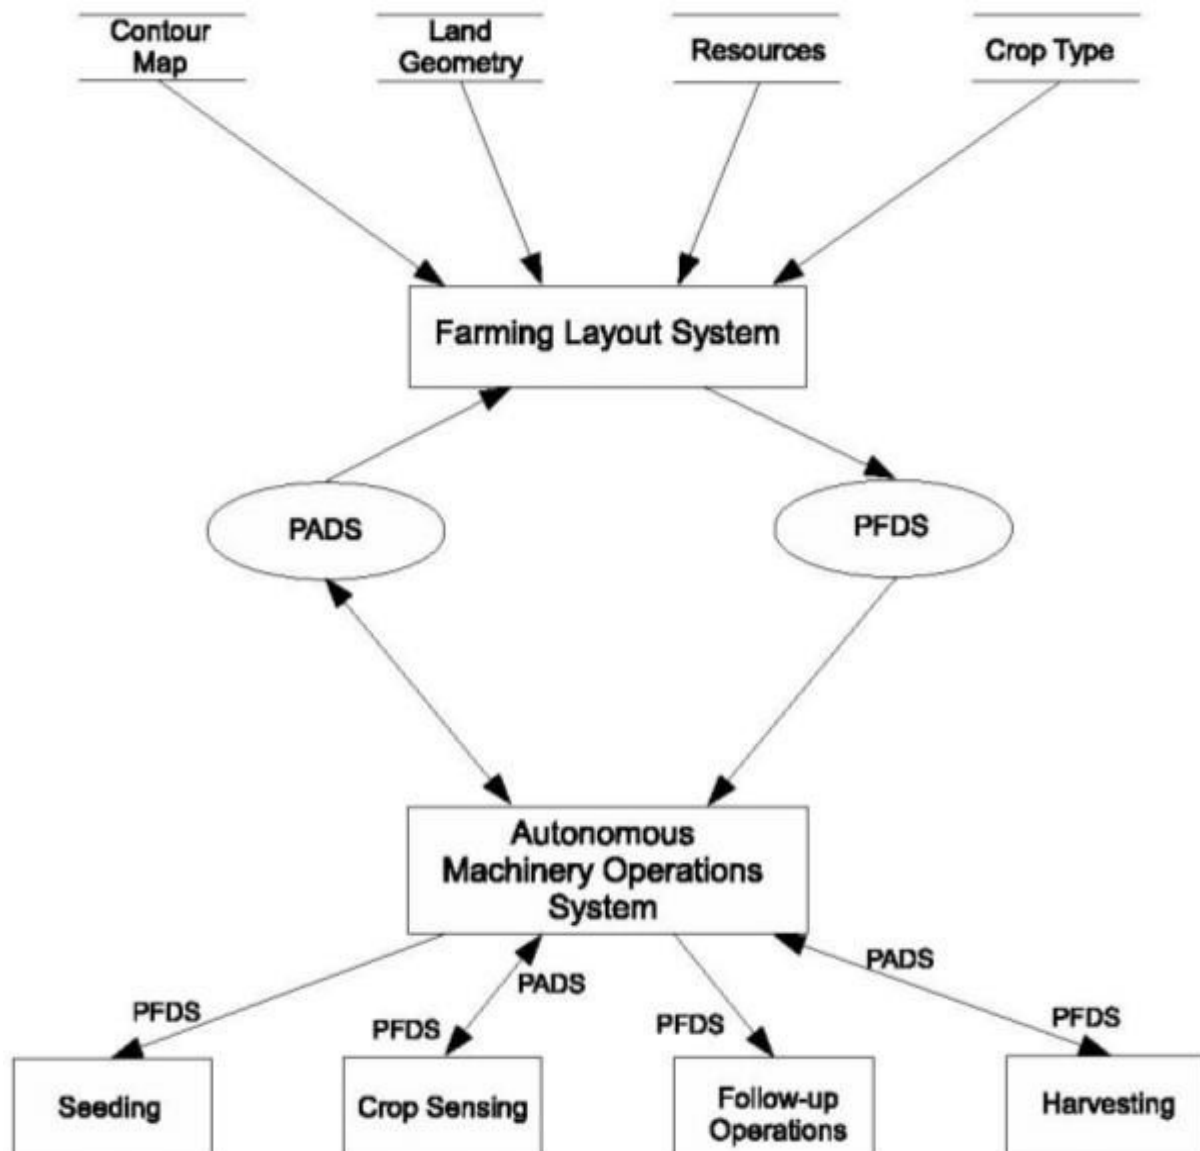 Contour
Map
Land
Geometry
Resources
Crop Type
Farming Layout System
PADS
PFDS
Autonomous
Machinery Operations
System
PFDS
PFDS
PADS
PFDS
PADS
PFDS
Seeding
Crop Sensing
Follow-up
Operations
Harvesting